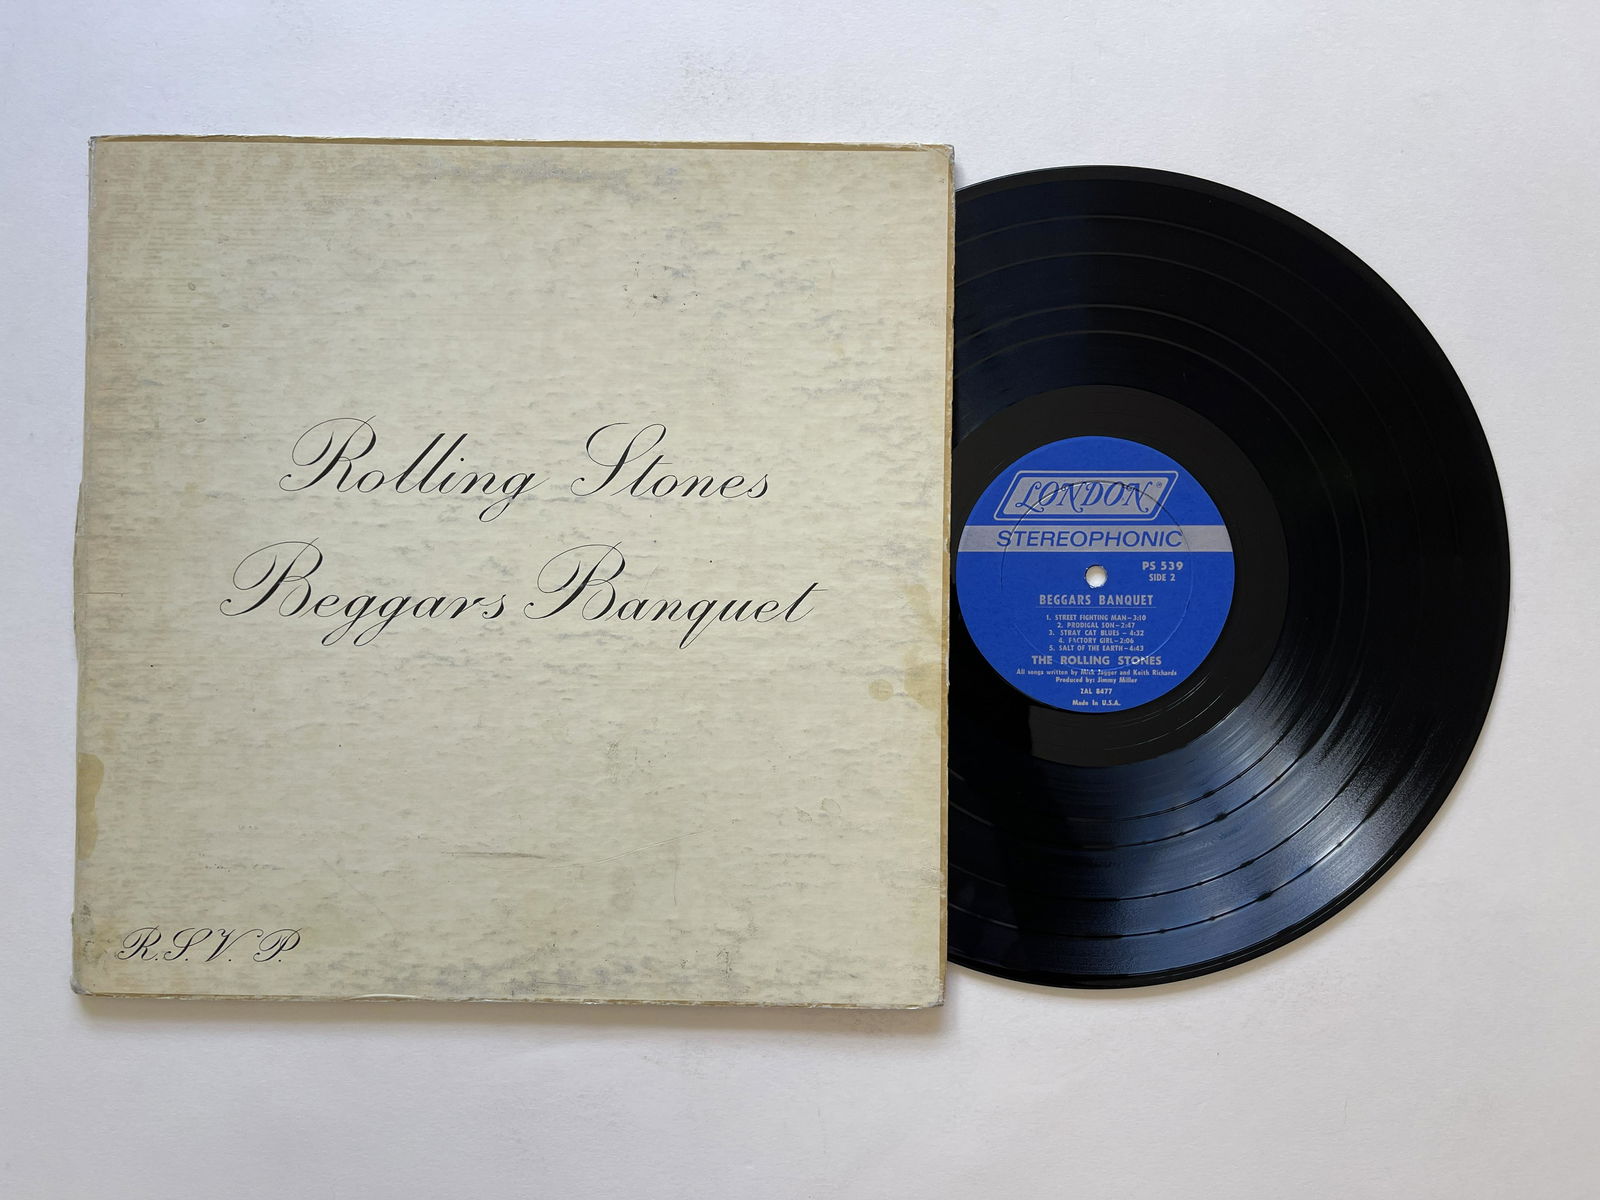 Rolling Stones
Beggars Banquet
R.S.V.P.
LONDON®
STEREOPHONIC
PS 539
SIDE 2
BEGGARS BANQUET
1. STREET FIGHTING MAN—3:10
2. PRODIGAL SON—2:47
3. STRAY CAT BLUES — 4:32
4. FACTORY GIRL—2:06
5. SALT OF THE EARTH—4:43
THE ROLLING STONES
All songs written by Mick Jagger and Keith Richards
Produced by: Jimmy Miller
ZAL 8477
Made In U.S.A.